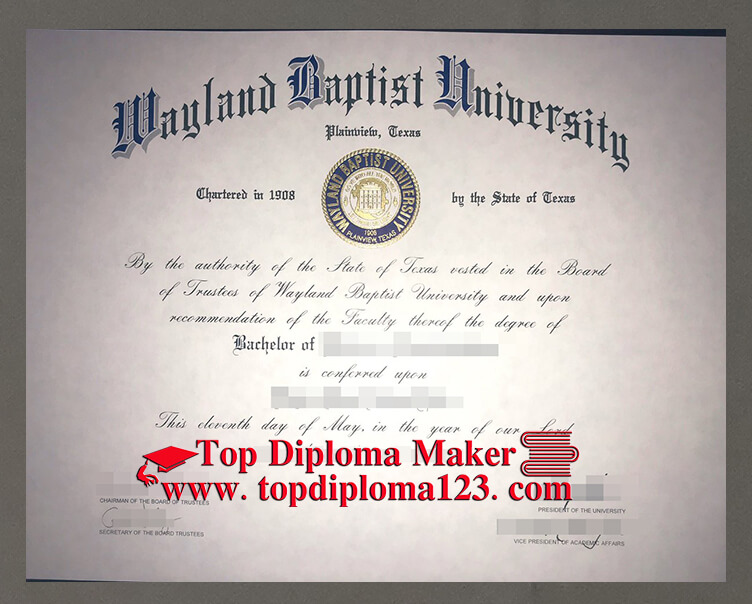 Wayland Baptist University
Plainview, Texas
Chartered in 1908
by the State of Texas
WAYLAND BAPTIST UNIVERSITY
1908
PLAINVIEW, TEXAS
By the authority of the State of Texas vested in the Board
of Trustees of Wayland Baptist University and upon
recommendation of the Faculty thereof the degree of
Bachelor of
is conferred upon
This eleventh day of May, in the year of our Lord
Top Diploma Maker
www. topdiploma123. com
CHAIRMAN OF THE BOARD OF TRUSTEES
PRESIDENT OF THE UNIVERSITY
SECRETARY OF THE BOARD TRUSTEES
VICE PRESIDENT OF ACADEMIC AFFAIRS